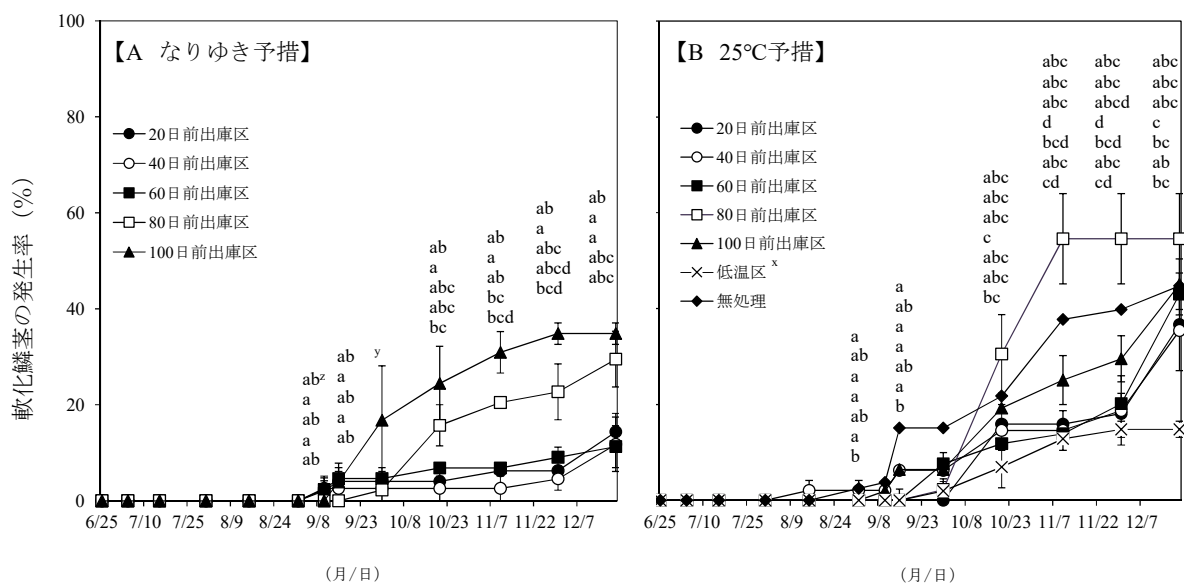 軟化鱗茎の発生率（%）
100
80
60
40
20
0
【A なりゆき予措】
20日前出庫区
40日前出庫区
60日前出庫区
80日前出庫区
100日前出庫区
abᶻ
a
ab
a
ab
ab
a
ab
a
ab
y
ab
a
abc
abc
bc
ab
a
ab
bc
bcd
ab
a
abc
abcd
bcd
ab
a
a
abc
abc
6/25 7/10 7/25 8/9 8/24 9/8 9/23 10/8 10/23 11/7 11/22 12/7
（月/日）
【B 25℃予措】
20日前出庫区
40日前出庫区
60日前出庫区
80日前出庫区
100日前出庫区
低温区 x
無処理
a
ab
a
a
ab
a
b
a
ab
a
a
ab
a
b
abc
abc
abc
c
abc
abc
bc
abc
abc
abc
d
bcd
abc
cd
abc
abc
abcd
d
bcd
abc
cd
abc
abc
abc
c
bc
ab
bc
6/25 7/10 7/25 8/9 8/24 9/8 9/23 10/8 10/23 11/7 11/22 12/7
（月/日）